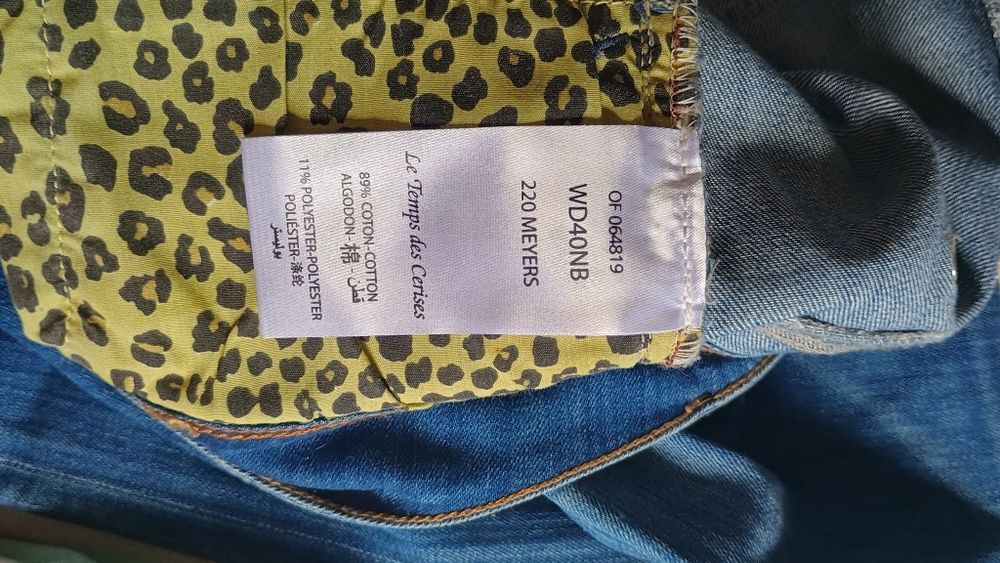 OF 064819
WD40NB
220 MEYERS
Le Temps des Cerises
89% COTON-COTTON
ALGODON-棉-قطن
11% POLYESTER-POLYESTER
POLIÉSTER-涤纶
بوليستر